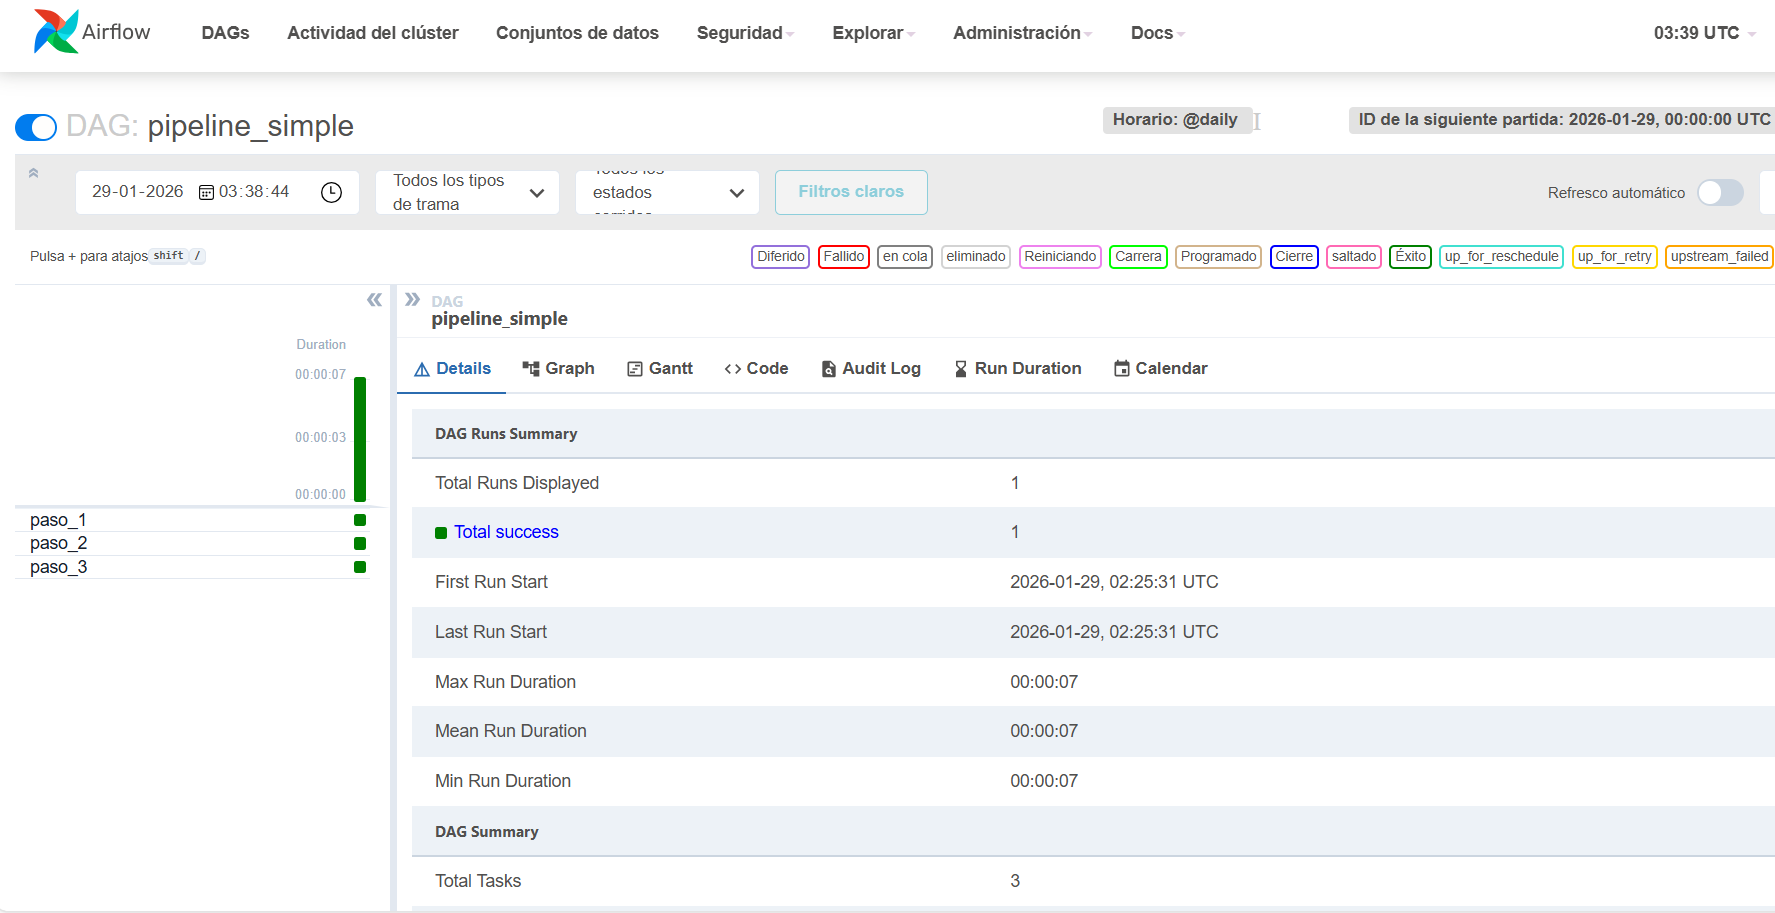 Airflow DAGs Actividad del clúster Conjuntos de datos Seguridad Explorar Administración Docs 03:39 UTC
DAG: pipeline_simple Horario: @daily ID de la siguiente partida: 2026-01-29, 00:00:00 UTC
29-01-2026 03:38:44
Todos los tipos
de trama
Todos los
estados
corridos
Filtros claros
Refresco automático
Pulsa + para atajos shift /
Diferido Fallido en cola eliminado Reiniciando Carrera Programado Cierre saltado Éxito up_for_reschedule up_for_retry upstream_failed
Duration
00:00:07
00:00:03
00:00:00
paso_1
paso_2
paso_3
DAG
pipeline_simple
Details Graph Gantt Code Audit Log Run Duration Calendar
DAG Runs Summary
Total Runs Displayed 1
Total success 1
First Run Start 2026-01-29, 02:25:31 UTC
Last Run Start 2026-01-29, 02:25:31 UTC
Max Run Duration 00:00:07
Mean Run Duration 00:00:07
Min Run Duration 00:00:07
DAG Summary
Total Tasks 3